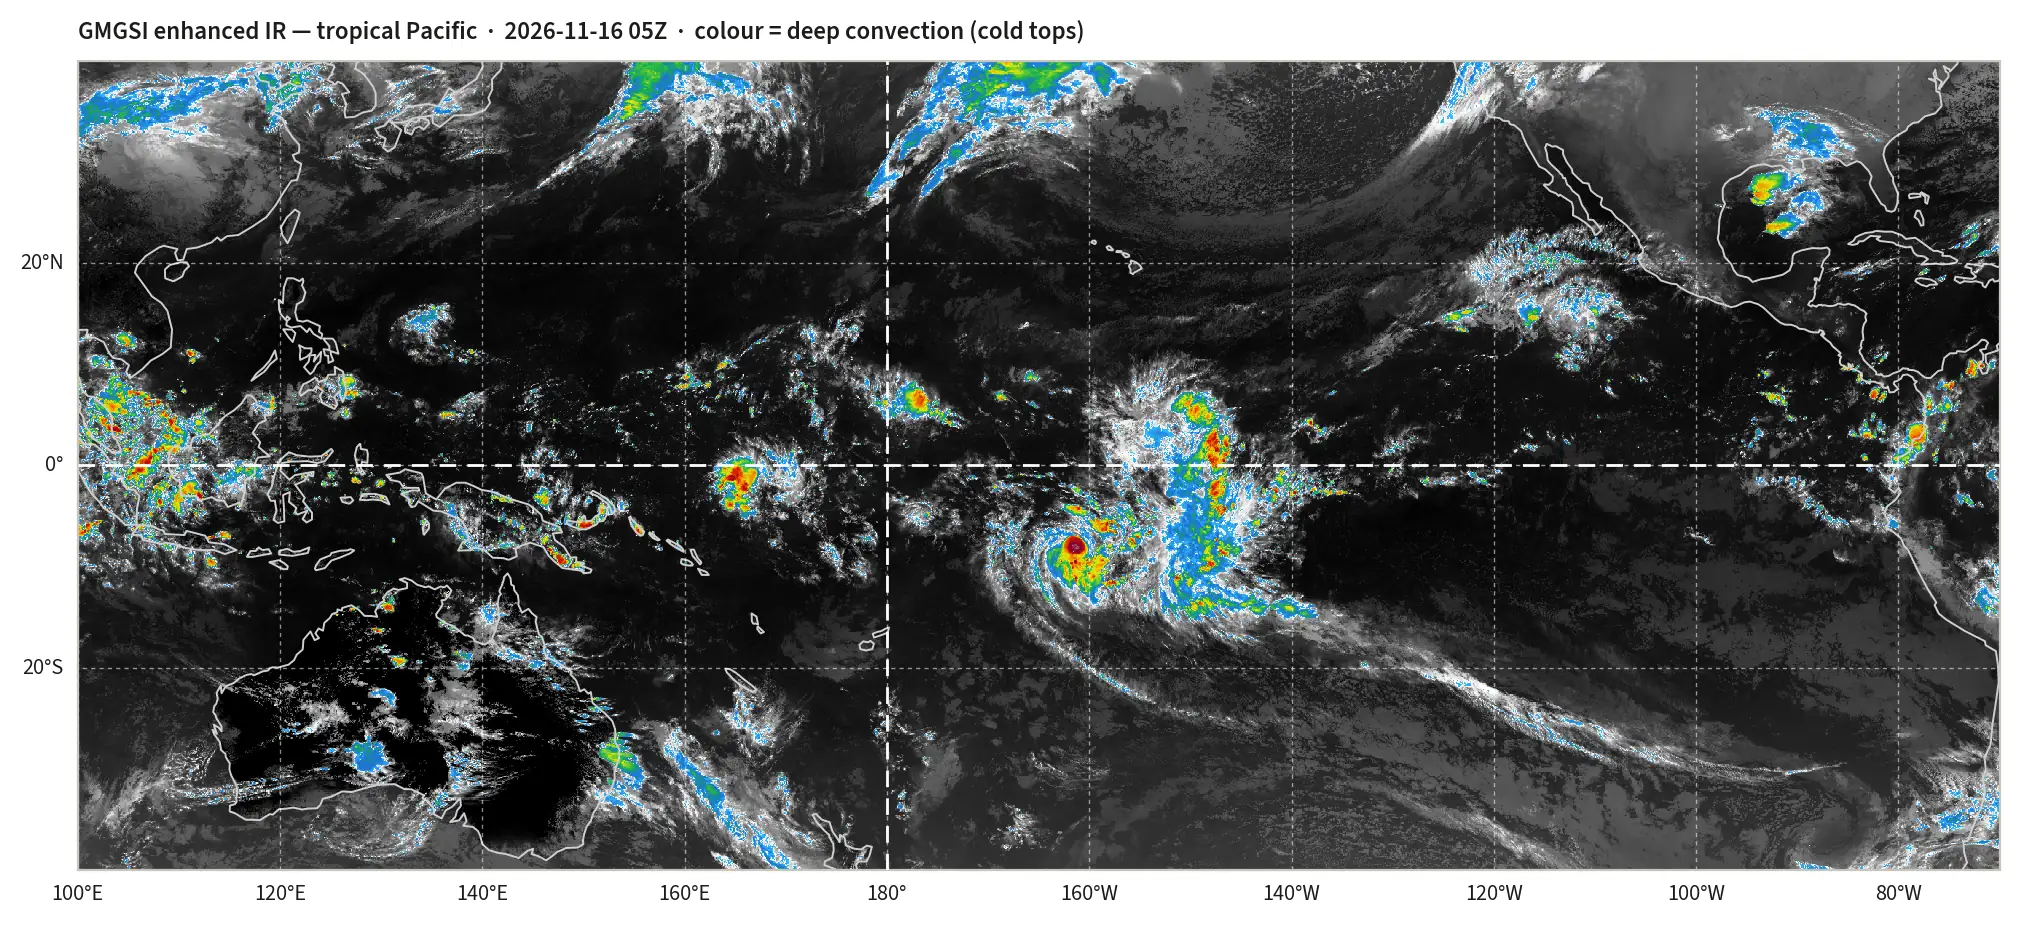 GMGSI enhanced IR — tropical Pacific · 2026-11-16 05Z · colour = deep convection (cold tops)
20°N
0°
20°S
100°E 120°E 140°E 160°E 180° 160°W 140°W 120°W 100°W 80°W